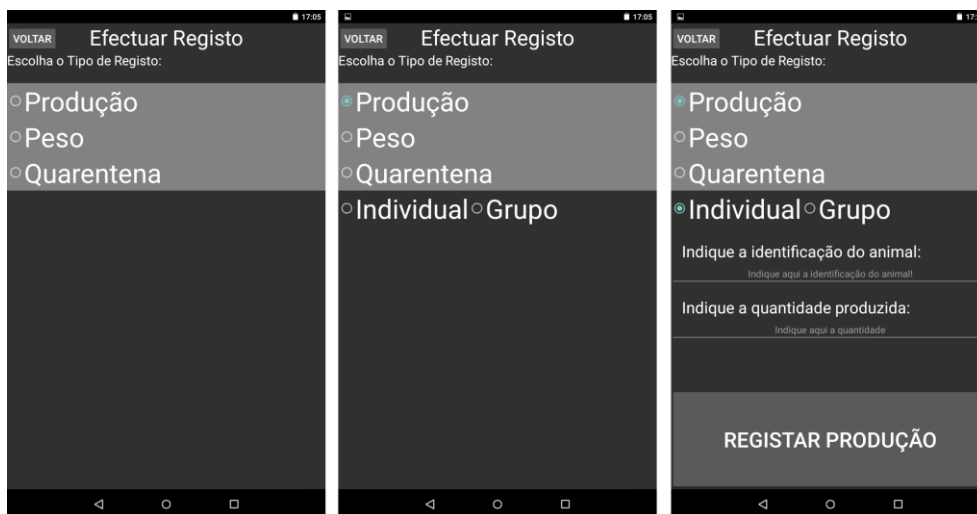 17:05
VOLTAR Efectuar Registo
Escolha o Tipo de Registo:
Produção
Peso
Quarentena
17:05
VOLTAR Efectuar Registo
Escolha o Tipo de Registo:
Produção
Peso
Quarentena
Individual Grupo
VOLTAR Efectuar Registo
Escolha o Tipo de Registo:
Produção
Peso
Quarentena
Individual Grupo
Indique a identificação do animal:
Indique aqui a identificação do animal!
Indique a quantidade produzida:
Indique aqui a quantidade
REGISTAR PRODUÇÃO